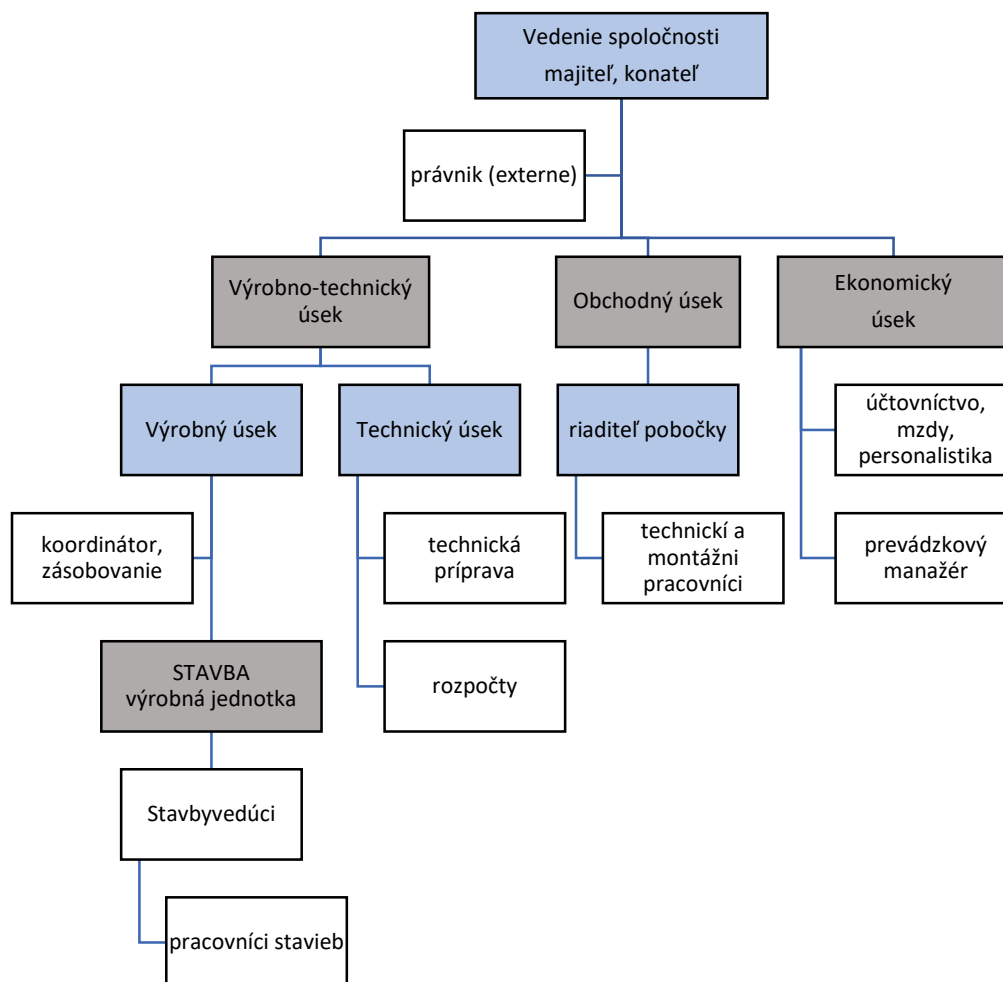 Vedenie spoločnosti
majiteľ, konateľ
právnik (externe)
Výrobno-technický
úsek
Obchodný úsek
Ekonomický
úsek
Výrobný úsek
Technický úsek
riaditeľ pobočky
účtovníctvo,
mzdy,
personalistika
koordinátor,
zásobovanie
technická
príprava
technickí a
montážni
pracovníci
prevádzkový
manažér
STAVBA
výrobná jednotka
rozpočty
Stavbyvedúci
pracovníci stavieb